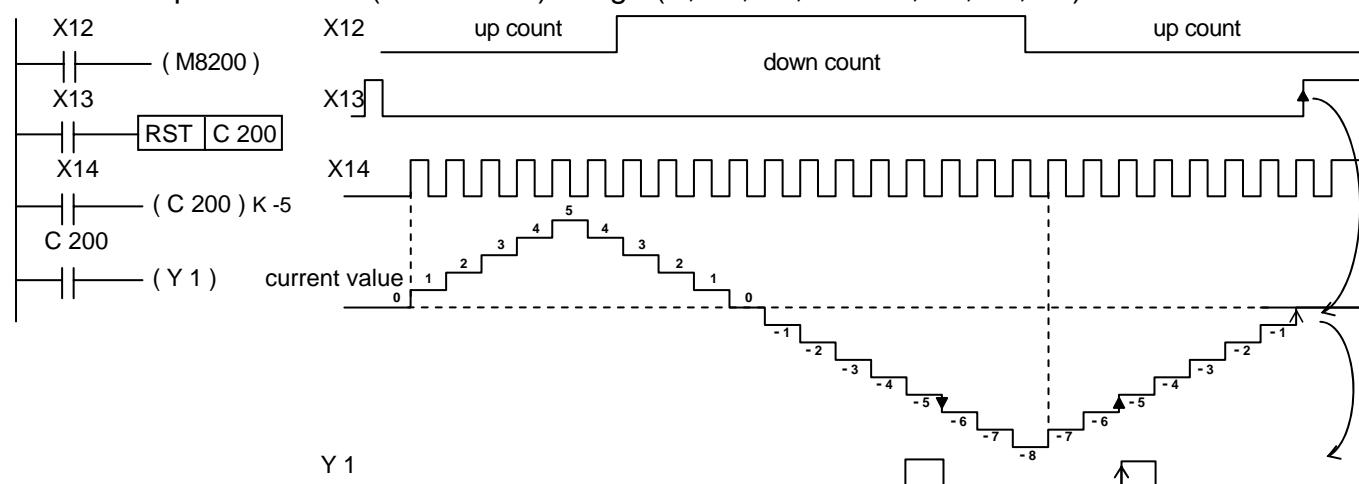 X12
( M8200 )
X13
RST C 200
X14
( C 200 ) K -5
C 200
( Y 1 )
X12 up count down count up count
X13
X14
current value
0 1 2 3 4 5 4 3 2 1 0 -1 -2 -3 -4 -5 -6 -7 -8 -7 -6 -5 -4 -3 -2 -1
Y 1